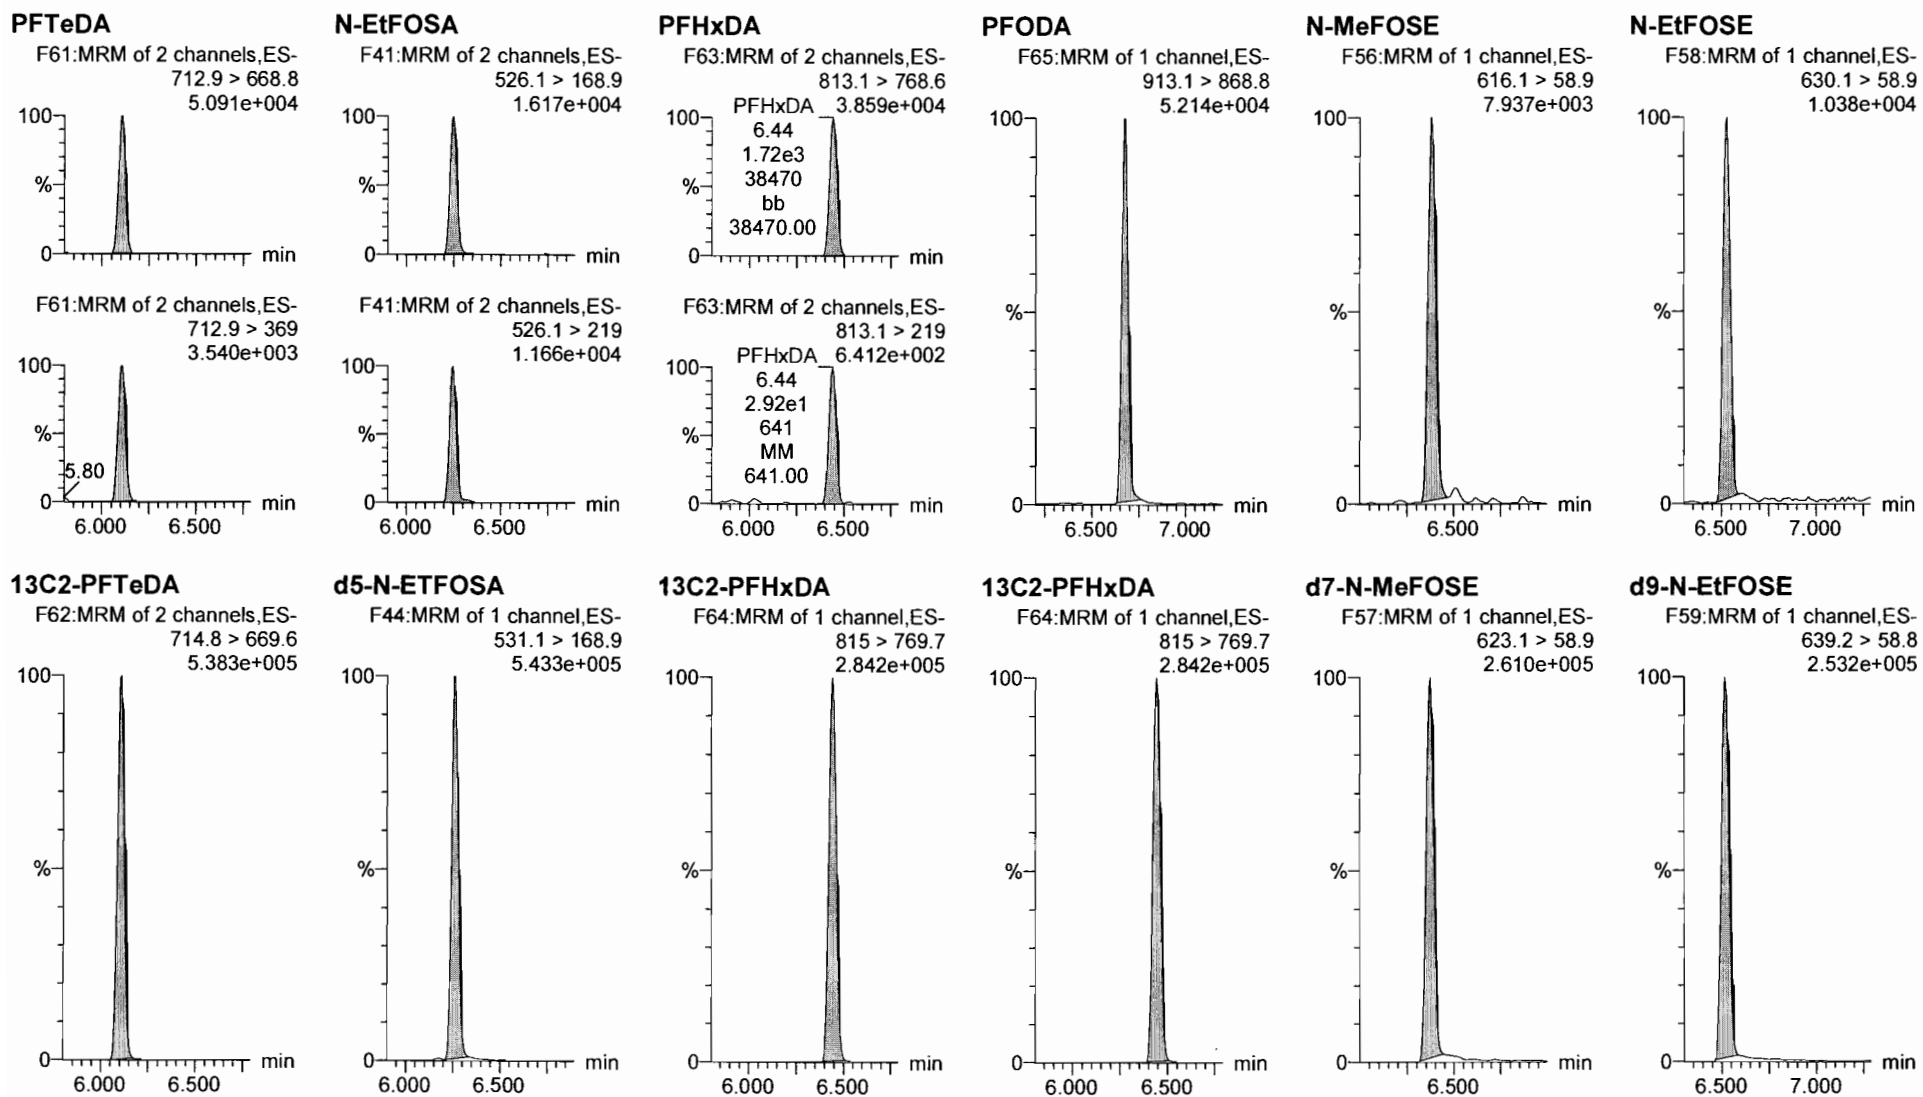 PFTeDA
F61:MRM of 2 channels,ES-
712.9 > 668.8
5.091e+004
100
%
0
min
F61:MRM of 2 channels,ES-
712.9 > 369
3.540e+003
100
%
5.80
0
min
6.000 6.500
N-EtFOSA
F41:MRM of 2 channels,ES-
526.1 > 168.9
1.617e+004
100
%
0
min
F41:MRM of 2 channels,ES-
526.1 > 219
1.166e+004
100
%
0
min
6.000 6.500
PFHxDA
F63:MRM of 2 channels,ES-
813.1 > 768.6
PFHxDA 3.859e+004
100
6.44
1.72e3
38470
bb
38470.00
%
0
min
F63:MRM of 2 channels,ES-
813.1 > 219
PFHxDA 6.412e+002
100
6.44
2.92e1
641
MM
641.00
%
0
min
6.000 6.500
PFODA
F65:MRM of 1 channel,ES-
913.1 > 868.8
5.214e+004
100
%
0
min
6.500 7.000
N-MeFOSE
F56:MRM of 1 channel,ES-
616.1 > 58.9
7.937e+003
100
%
0
min
6.500
N-EtFOSE
F58:MRM of 1 channel,ES-
630.1 > 58.9
1.038e+004
100
%
0
min
6.500 7.000
13C2-PFTeDA
F62:MRM of 2 channels,ES-
714.8 > 669.6
5.383e+005
100
%
0
min
6.000 6.500
d5-N-ETFOSA
F44:MRM of 1 channel,ES-
531.1 > 168.9
5.433e+005
100
%
0
min
6.000 6.500
13C2-PFHxDA
F64:MRM of 1 channel,ES-
815 > 769.7
2.842e+005
100
%
0
min
6.000 6.500
13C2-PFHxDA
F64:MRM of 1 channel,ES-
815 > 769.7
2.842e+005
100
%
0
min
6.000 6.500
d7-N-MeFOSE
F57:MRM of 1 channel,ES-
623.1 > 58.9
2.610e+005
100
%
0
min
6.500
d9-N-EtFOSE
F59:MRM of 1 channel,ES-
639.2 > 58.8
2.532e+005
100
%
0
min
6.500 7.000